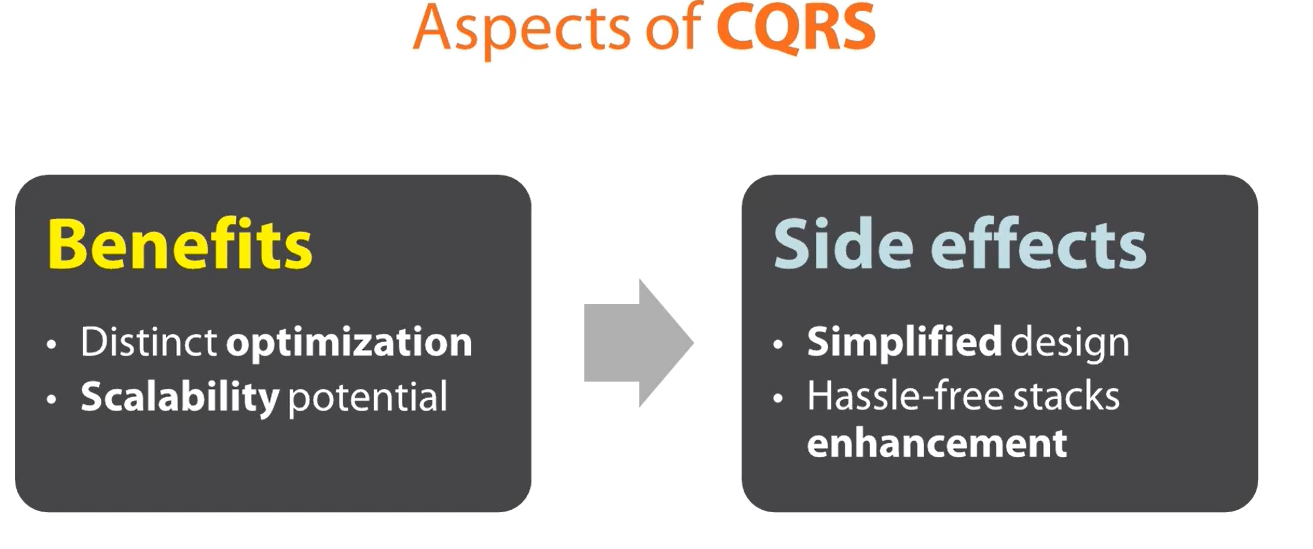 Aspects of CQRS
Benefits
• Distinct optimization
• Scalability potential
Side effects
• Simplified design
• Hassle-free stacks
enhancement